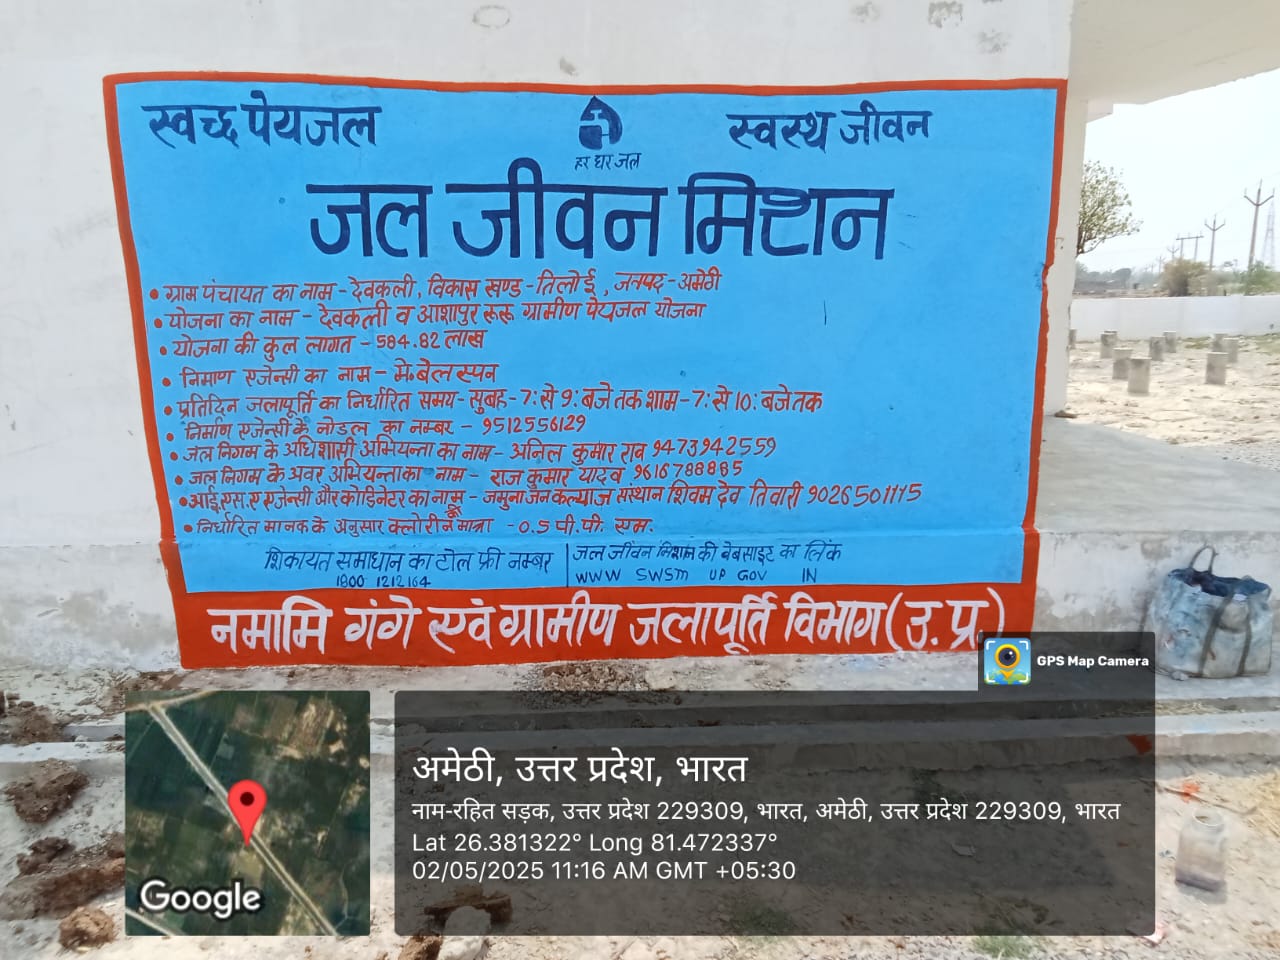 स्वच्छ पेयजल
स्वस्थ जीवन
हर घर जल
जल जीवन मिशन
• ग्राम पंचायत का नाम - देवकली, विकास खण्ड - तिलोई, जनपद - अमेठी
• योजना का नाम - देवकली व आशापुर रूरू ग्रामीण पेयजल योजना
• योजना की कुल लागत - 584.82 लाख
• निमाण एजेन्सी का नाम - मे० बेलस्पन
• प्रतिदिन जलापूर्ति का निर्धारित समय - सुबह - 7: से 9: बजे तक शाम - 7: से 10: बजे तक
• निर्माण एजेन्सी के नोडल का नम्बर - 9512556129
• जल निगम के अधिशासी अभियन्ता का नाम - अनिल कुमार राव 9473942559
• जल निगम के अवर अभियन्ता का नाम - राज कुमार यादव 9616788885
• आई.एस.ए एजेन्सी और कोडिनेटर का नाम - जमुना जन कल्याण संस्थान शिवम देव तिवारी 9026501115
• निर्धारित मानक के अनुसार क्लोरीन मात्रा - 0.5 पी.पी. एम.
शिकायत समाधान का टोल फ्री नम्बर
1800 1212164
जल जीवन मिशन की वेबसाइट का लिंक
WWW SWSM UP GOV IN
नमामि गंगे एवं ग्रामीण जलापूर्ति विभाग (उ.प्र.)
GPS Map Camera
Google
अमेठी, उत्तर प्रदेश, भारत
नाम-रहित सड़क, उत्तर प्रदेश 229309, भारत, अमेठी, उत्तर प्रदेश 229309, भारत
Lat 26.381322° Long 81.472337°
02/05/2025 11:16 AM GMT +05:30